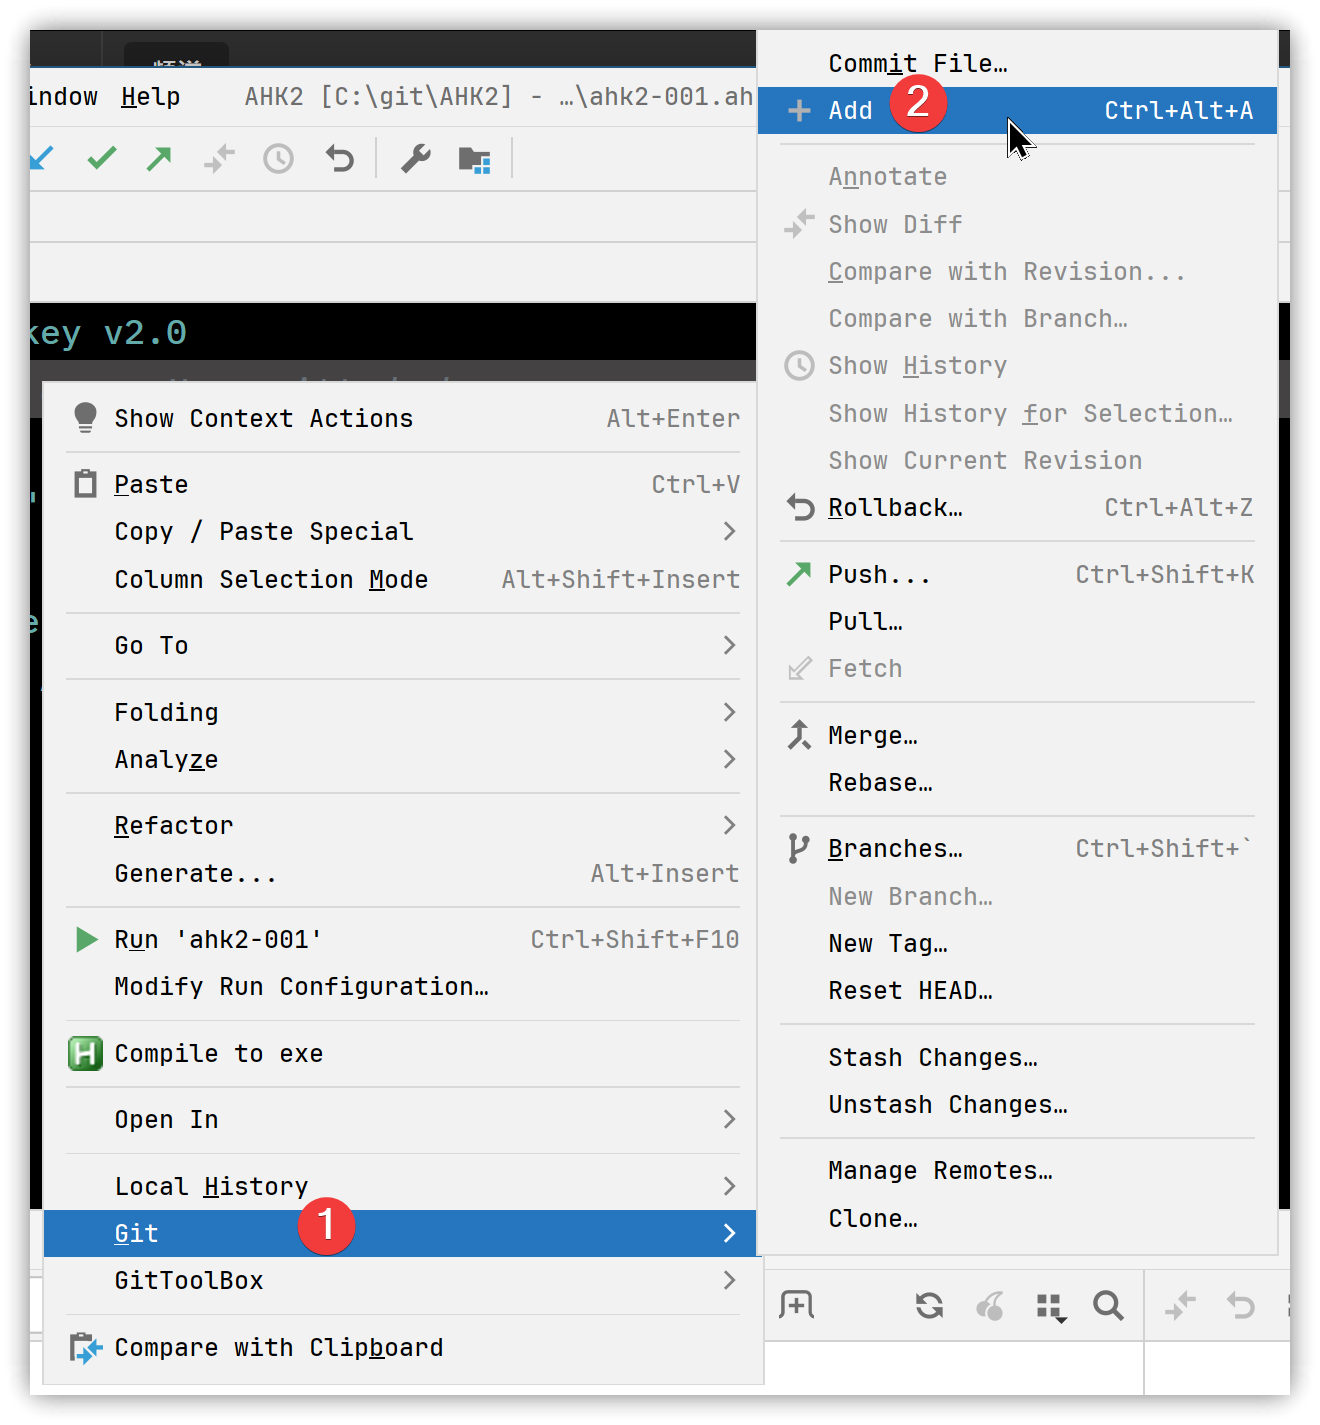 Help
AHK2 [C:\git\AHK2] - …\ahk2-001.ah
v2.0
Show Context Actions Alt+Enter
Paste Ctrl+V
Copy / Paste Special
Column Selection Mode Alt+Shift+Insert
Go To
Folding
Analyze
Refactor
Generate... Alt+Insert
Run 'ahk2-001' Ctrl+Shift+F10
Modify Run Configuration…
H Compile to exe
Open In
Local History
Git 1
GitToolBox
Compare with Clipboard
Commit File…
Add 2 Ctrl+Alt+A
Annotate
Show Diff
Compare with Revision...
Compare with Branch…
Show History
Show History for Selection…
Show Current Revision
Rollback… Ctrl+Alt+Z
Push... Ctrl+Shift+K
Pull…
Fetch
Merge…
Rebase…
Branches… Ctrl+Shift+`
New Branch…
New Tag…
Reset HEAD…
Stash Changes…
Unstash Changes…
Manage Remotes…
Clone…